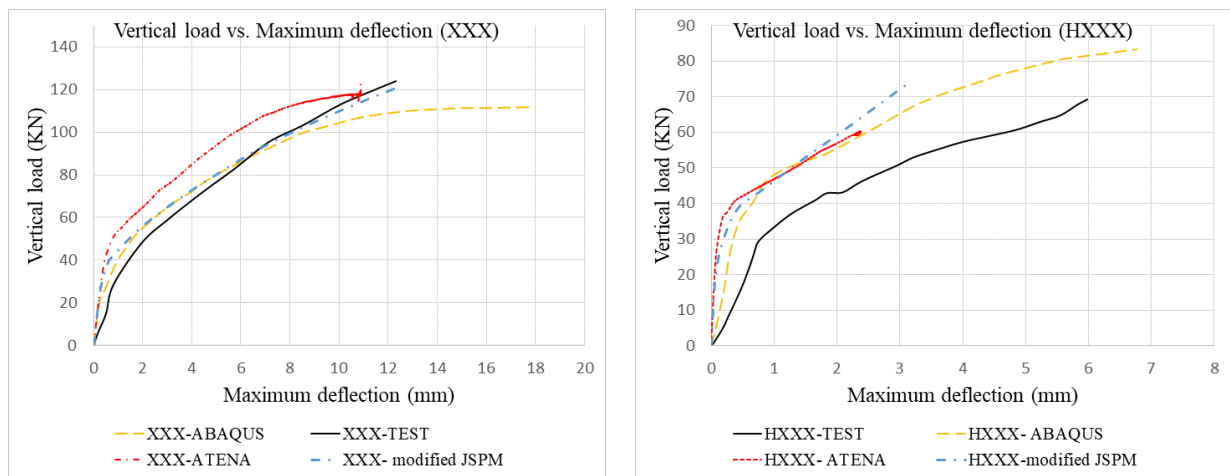 Vertical load vs. Maximum deflection (XXX)
Vertical load (KN)
140
120
100
80
60
40
20
0
0 2 4 6 8 10 12 14 16 18 20
Maximum deflection (mm)
XXX-ABAQUS XXX-TEST
XXX-ATENA XXX- modified JSPM
Vertical load vs. Maximum deflection (HXXX)
Vertical load (KN)
90
80
70
60
50
40
30
20
10
0
0 1 2 3 4 5 6 7 8
Maximum deflection (mm)
HXXX-TEST HXXX- ABAQUS
HXXX- ATENA HXXX-modified JSPM